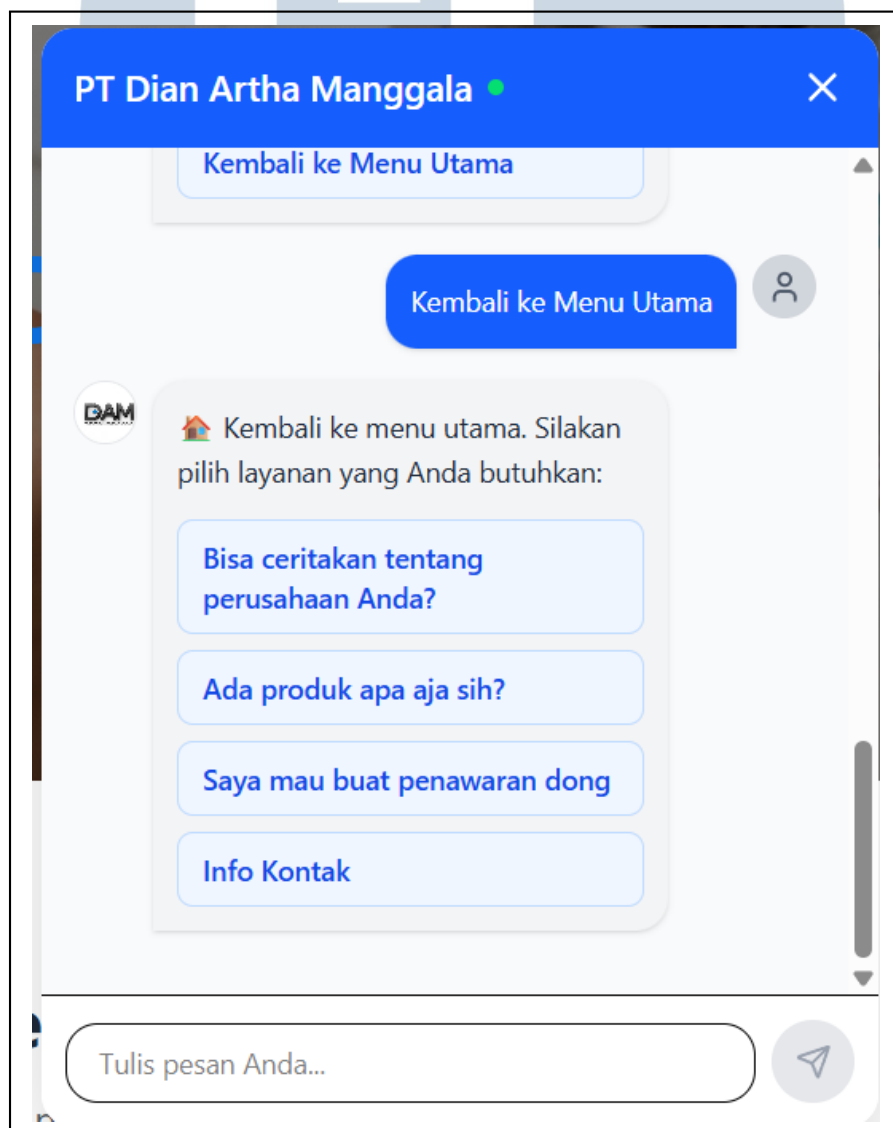 PT Dian Artha Manggala
Kembali ke Menu Utama
Kembali ke Menu Utama
DAM
🏠 Kembali ke menu utama. Silakan
pilih layanan yang Anda butuhkan:
Bisa ceritakan tentang
perusahaan Anda?
Ada produk apa aja sih?
Saya mau buat penawaran dong
Info Kontak
Tulis pesan Anda...